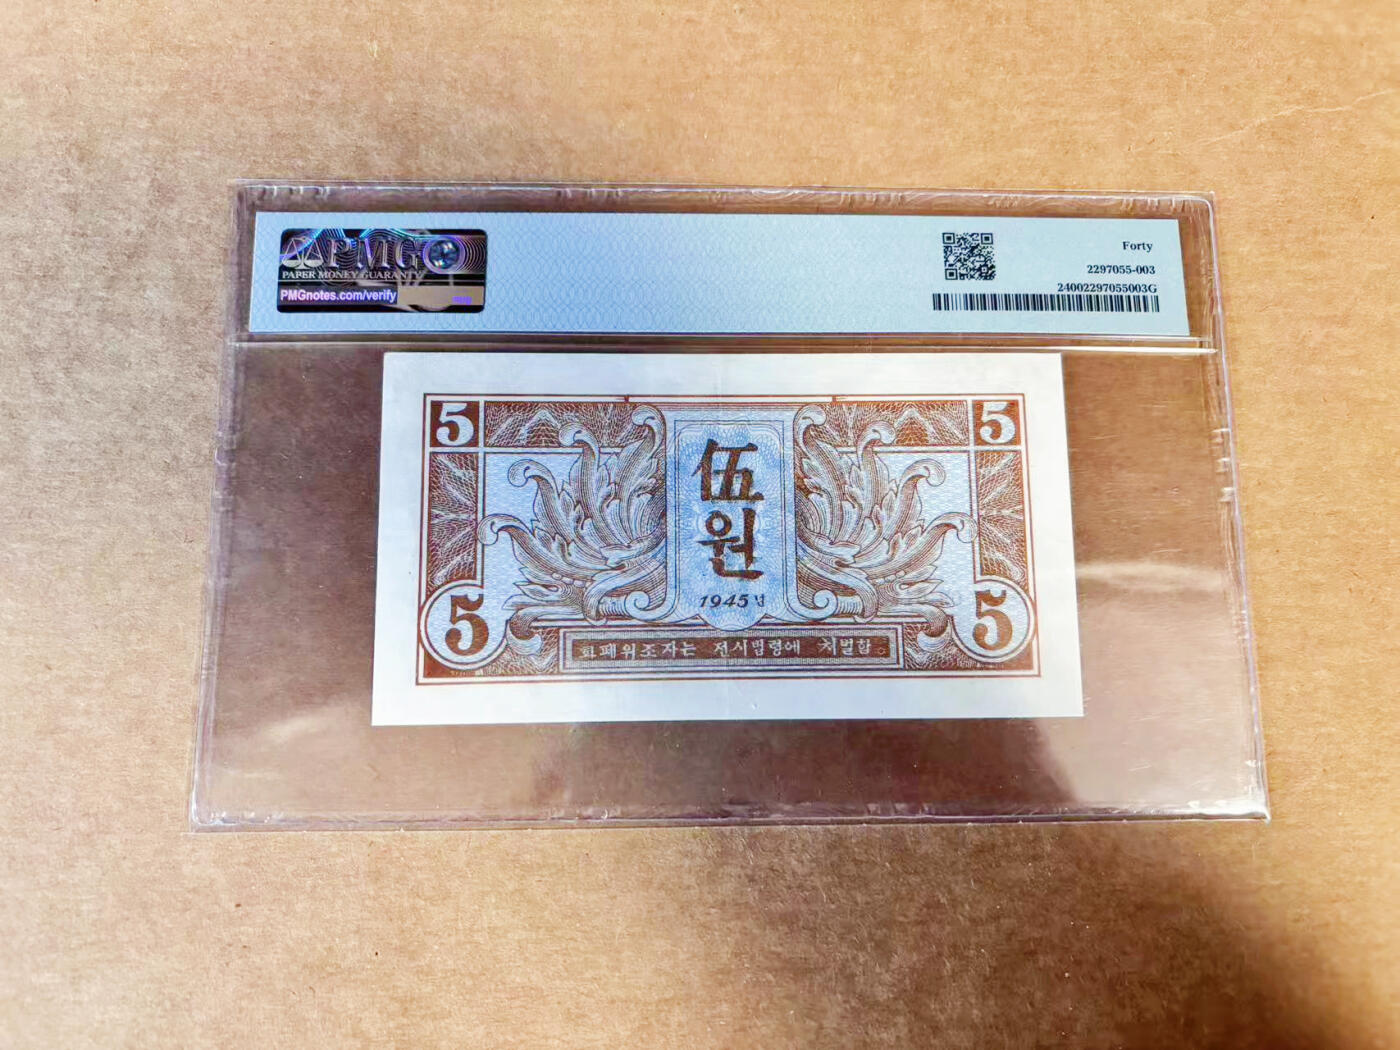 PMG
PAPER MONEY GUARANTY
PMGnotes.com/verify
Forty
2297055-003
24002297055003G
5
5
伍
원
1945년
5
5
화폐위조자는 전시법령에 처벌함。